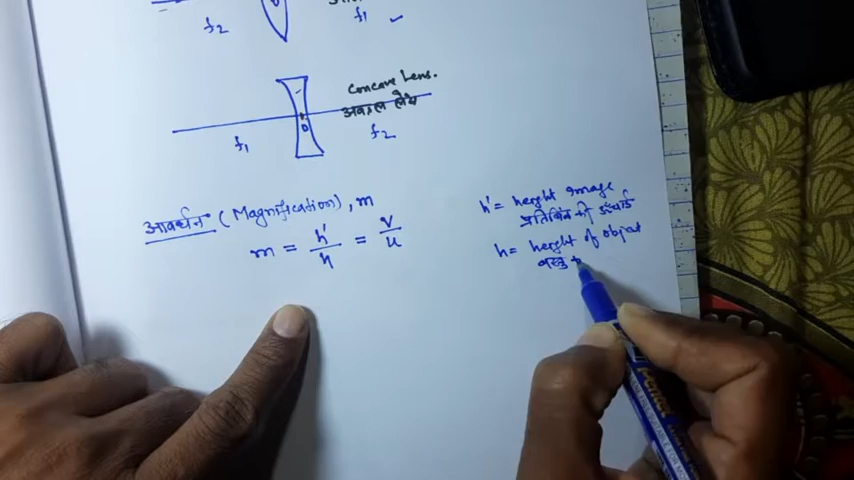 f₂
f₁
Concave Lens.
अवतल लेंस
f₁
f₂
आवर्धन (Magnification), m
m = h'/h = v/u
h' = height image
प्रतिबिंब की ऊंचाई
h = height of object
वस्तु